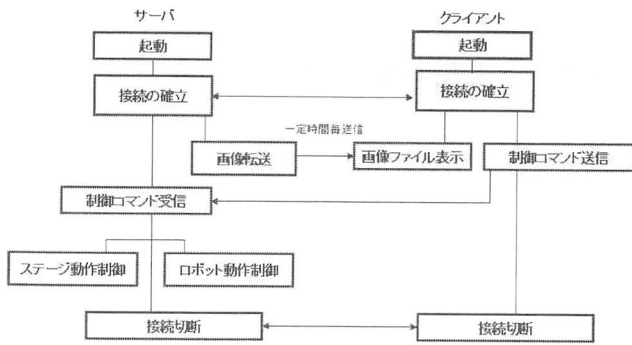 サーバ
クライアント
起動
起動
接続の確立
接続の確立
一定時間毎送信
画像転送
画像ファイル表示
制御コマンド送信
制御コマンド受信
ステージ動作制御
ロボット動作制御
接続切断
接続切断